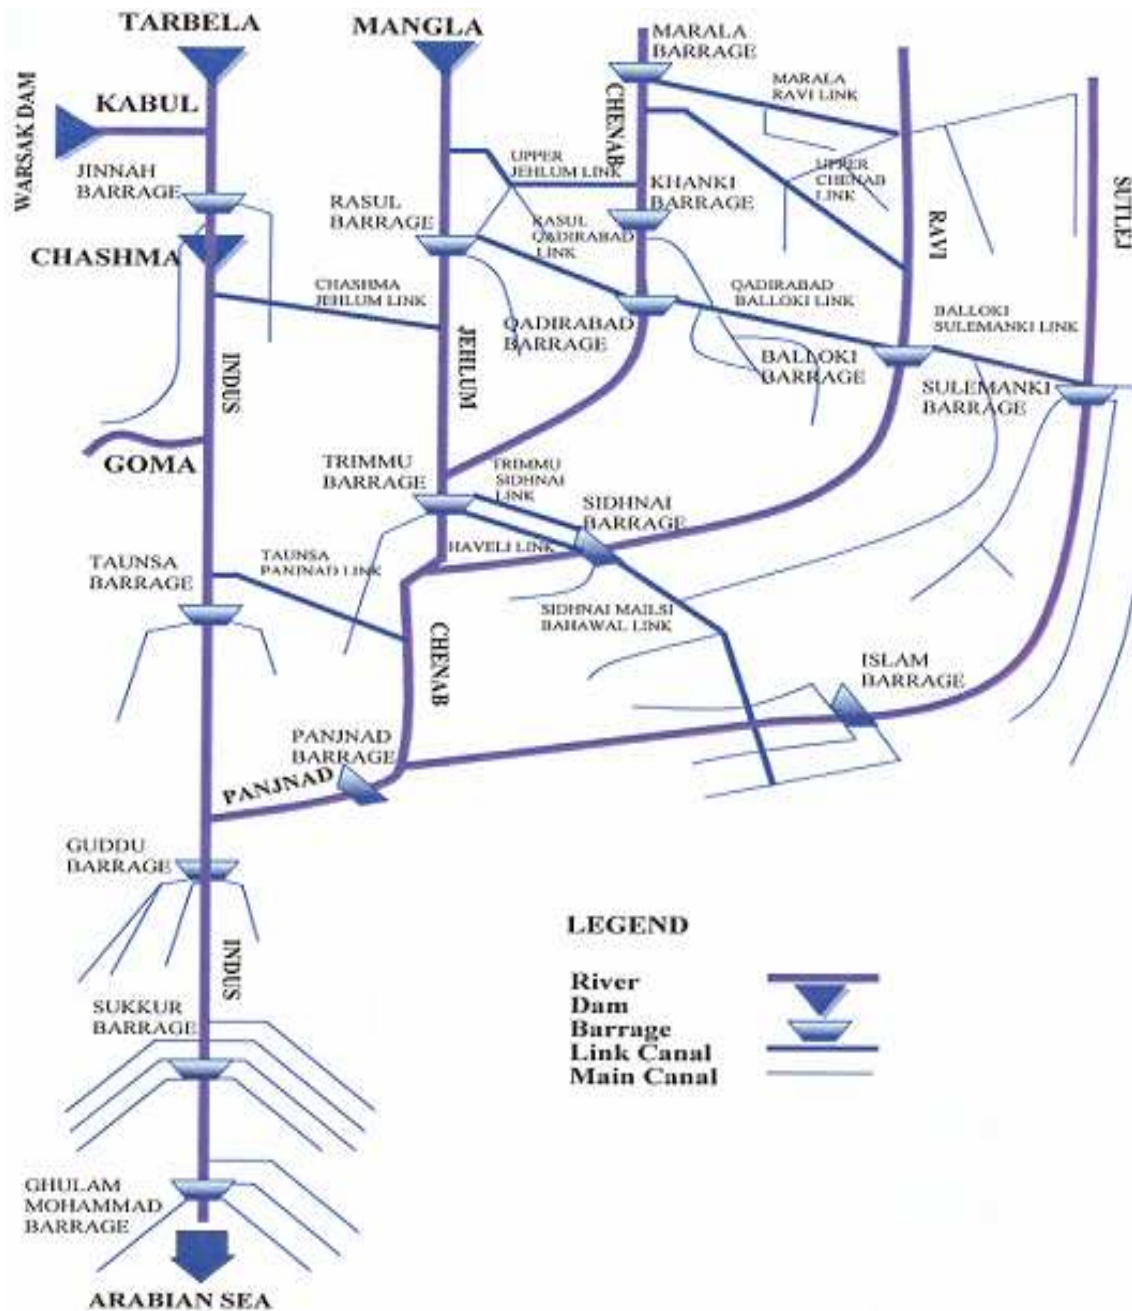 TARBELA
MANGLA
MARALA
BARRAGE
MARALA
RAVI LINK
KABUL
WARSAK DAM
CHENAB
JINNAH
BARRAGE
UPPER
JEHLUM LINK
UPPER
CHENAB
LINK
KHANKI
BARRAGE
RASUL
BARRAGE
RASUL
QADIRABAD
LINK
RAVI
SUTLEJ
CHASHMA
CHASHMA
JEHLUM LINK
QADIRABAD
BALLOKI LINK
BALLOKI
SULEMANKI LINK
QADIRABAD
BARRAGE
BALLOKI
BARRAGE
SULEMANKI
BARRAGE
INDUS
JEHLUM
GOMA
TRIMMU
BARRAGE
TRIMMU
SIDHNAI
LINK
SIDHNAI
BARRAGE
HAVELI LINK
TAUNSA
BARRAGE
TAUNSA
PANJNAD LINK
SIDHNAI MAILSI
BAHAWAL LINK
CHENAB
ISLAM
BARRAGE
PANJNAD
BARRAGE
PANJNAD
GUDDU
BARRAGE
INDUS
SUKKUR
BARRAGE
LEGEND
River
Dam
Barrage
Link Canal
Main Canal
GHULAM
MOHAMMAD
BARRAGE
ARABIAN SEA